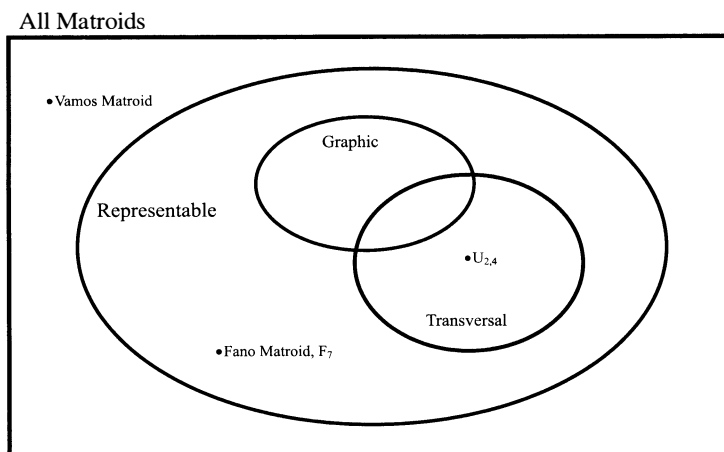 All Matroids
Vamos Matroid
Graphic
Representable
U2,4
Transversal
Fano Matroid, F7